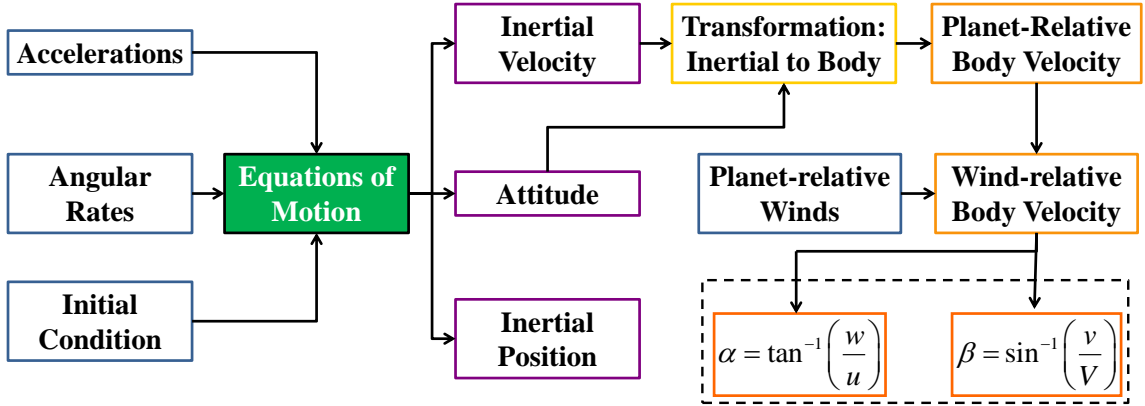 Accelerations
Angular
Rates
Initial
Condition
Equations of
Motion
Inertial
Velocity
Attitude
Inertial
Position
Transformation:
Inertial to Body
Planet-Relative
Body Velocity
Planet-relative
Winds
Wind-relative
Body Velocity
α = tan⁻¹(w/u)
β = sin⁻¹(v/V)